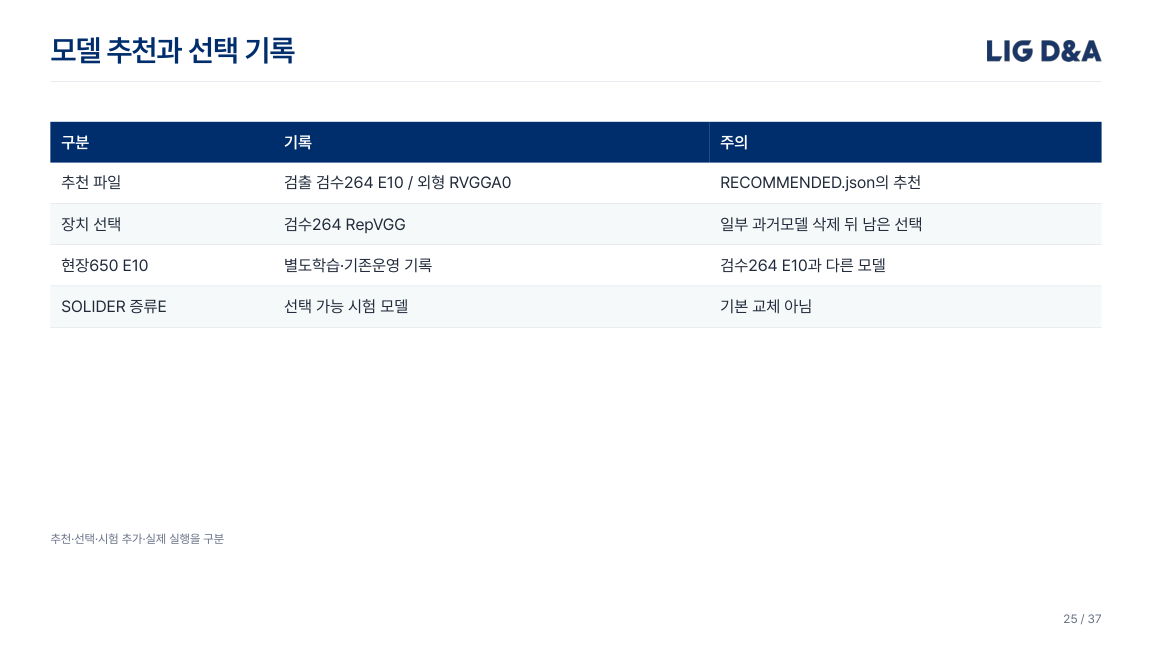 모델 추천과 선택 기록
LIG D&A
구분 기록 주의
추천 파일 검출 검수264 E10 / 외형 RVGGA0 RECOMMENDED.json의 추천
장치 선택 검수264 RepVGG 일부 과거모델 삭제 뒤 남은 선택
현장650 E10 별도학습·기존운영 기록 검수264 E10과 다른 모델
SOLIDER 증류E 선택 가능 시험 모델 기본 교체 아님
추천·선택·시험 추가·실제 실행을 구분
25 / 37